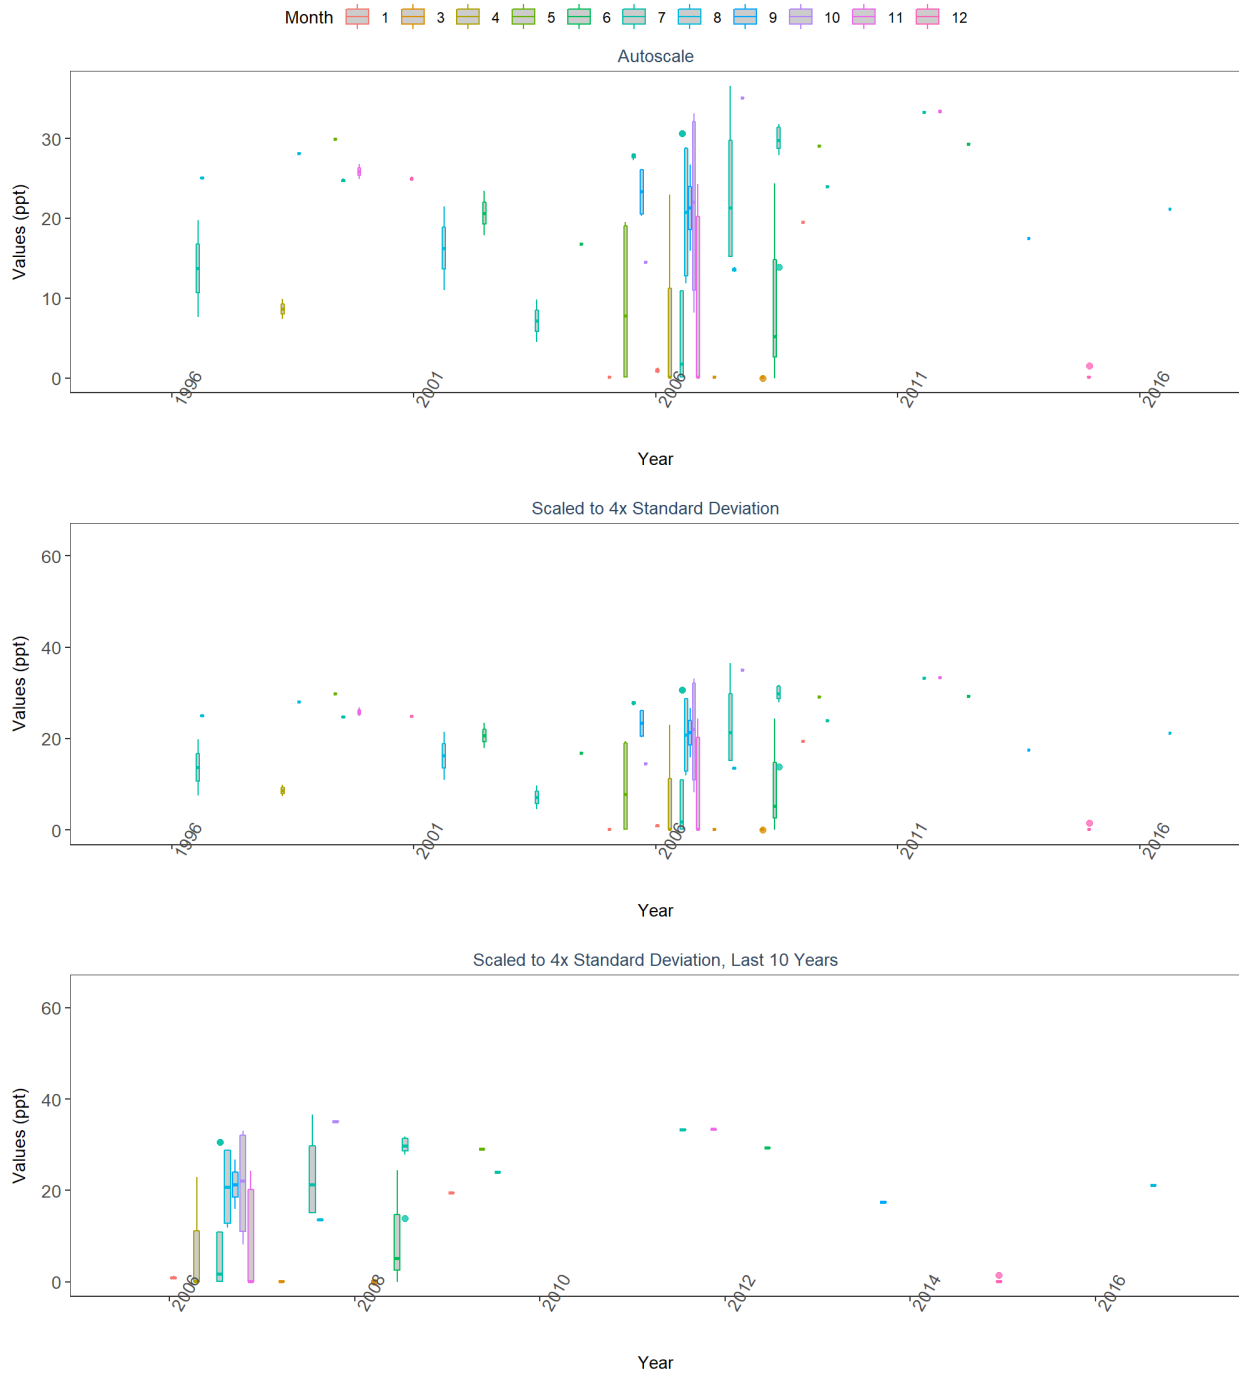 Month 1 3 4 5 6 7 8 9 10 11 12
Autoscale
Values (ppt)
30
20
10
0
1996 2001 2006 2011 2016
Year
Scaled to 4x Standard Deviation
Values (ppt)
60
40
20
0
1996 2001 2006 2011 2016
Year
Scaled to 4x Standard Deviation, Last 10 Years
Values (ppt)
60
40
20
0
2006 2008 2010 2012 2014 2016
Year